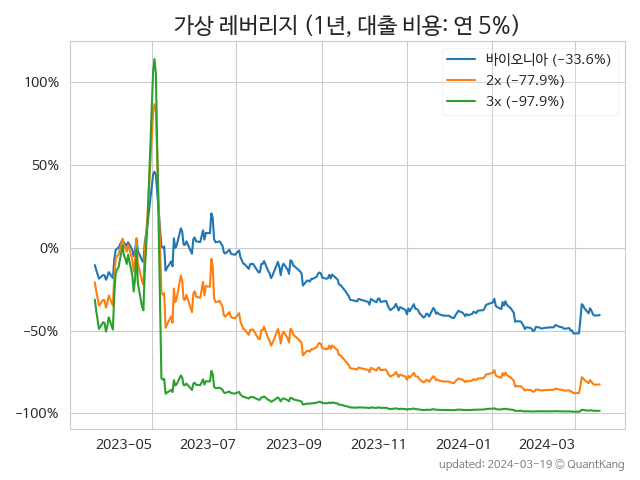 가상 레버리지 (1년, 대출 비용: 연 5%)
바이오니아 (−33.6%)
2x (−77.9%)
3x (−97.9%)
100%
50%
0%
−50%
−100%
2023-05 2023-07 2023-09 2023-11 2024-01 2024-03
updated: 2024-03-19 © QuantKang